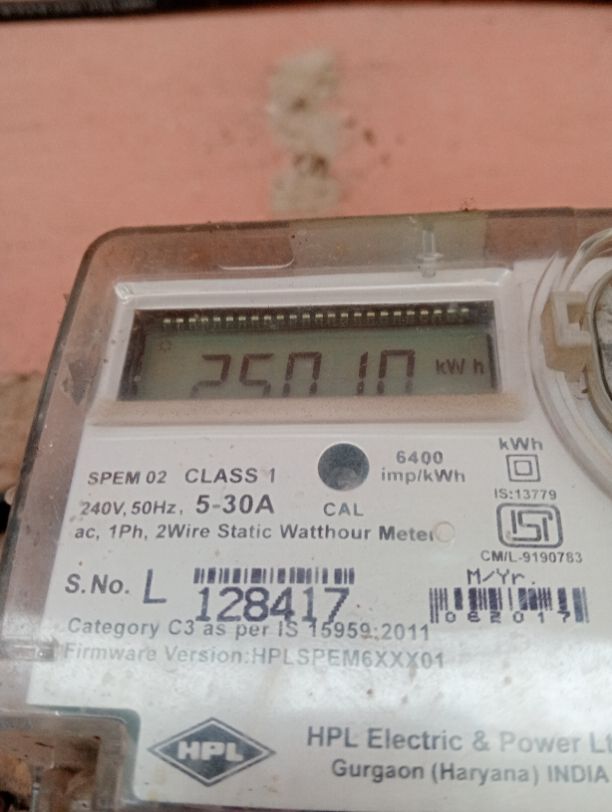 25010 kWh
SPEM 02 CLASS 1
240V, 50Hz, 5-30A
CAL
6400
imp/kWh
ac, 1Ph, 2Wire Static Watthour Meter
kWh
IS:13779
ISI
CM/L-9190783
S.No. L 128417
M/Yr.
062017
Category C3 as per IS 15959:2011
Firmware Version:HPLSPEM6XXX01
HPL
HPL Electric & Power Lt
Gurgaon (Haryana) INDIA